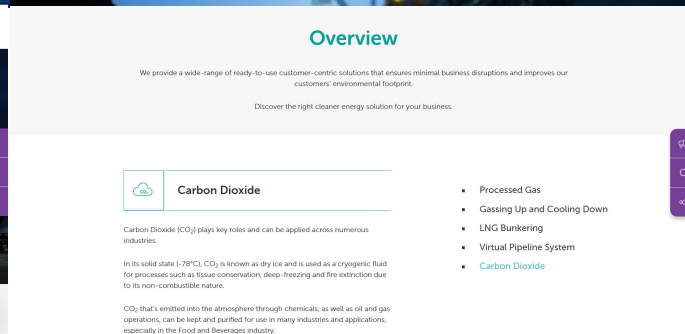 Overview
We provide a wide-range of ready-to-use customer-centric solutions that ensures minimal business disruptions and improves our
customers' environmental footprint.
Discover the right cleaner energy solution for your business.
CO₂
Carbon Dioxide
Carbon Dioxide (CO₂) plays key roles and can be applied across numerous
industries.
In its solid state (-78°C), CO₂ is known as dry ice and is used as a cryogenic fluid
for processes such as tissue conservation, deep-freezing and fire extinction due
to its non-combustible nature.
CO₂ that's emitted into the atmosphere through chemicals, as well as oil and gas
operations, can be kept and purified for use in many industries and applications,
especially in the Food and Beverages industry.
▪ Processed Gas
▪ Gassing Up and Cooling Down
▪ LNG Bunkering
▪ Virtual Pipeline System
▪ Carbon Dioxide